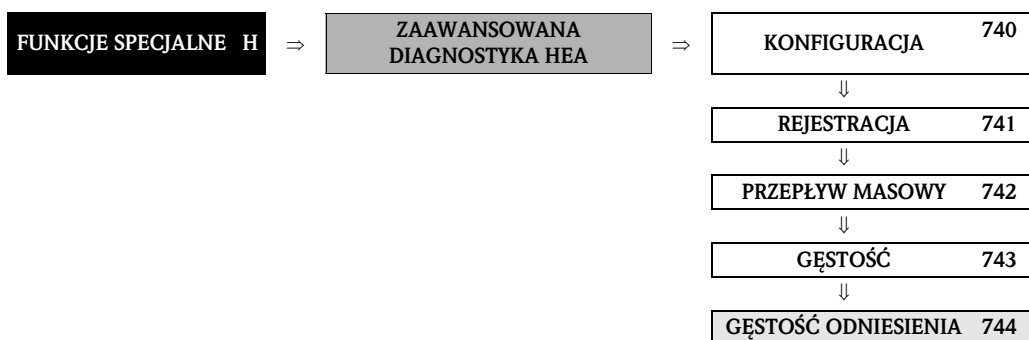 FUNKCJE SPECJALNE H ⇒ ZAAWANSOWANA DIAGNOSTYKA HEA ⇒ KONFIGURACJA 740
⇓
REJESTRACJA 741
⇓
PRZEPŁYW MASOWY 742
⇓
GĘSTOŚĆ 743
⇓
GĘSTOŚĆ ODNIESIENIA 744